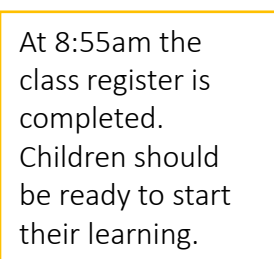 At 8:55am the
class register is
completed.
Children should
be ready to start
their learning.